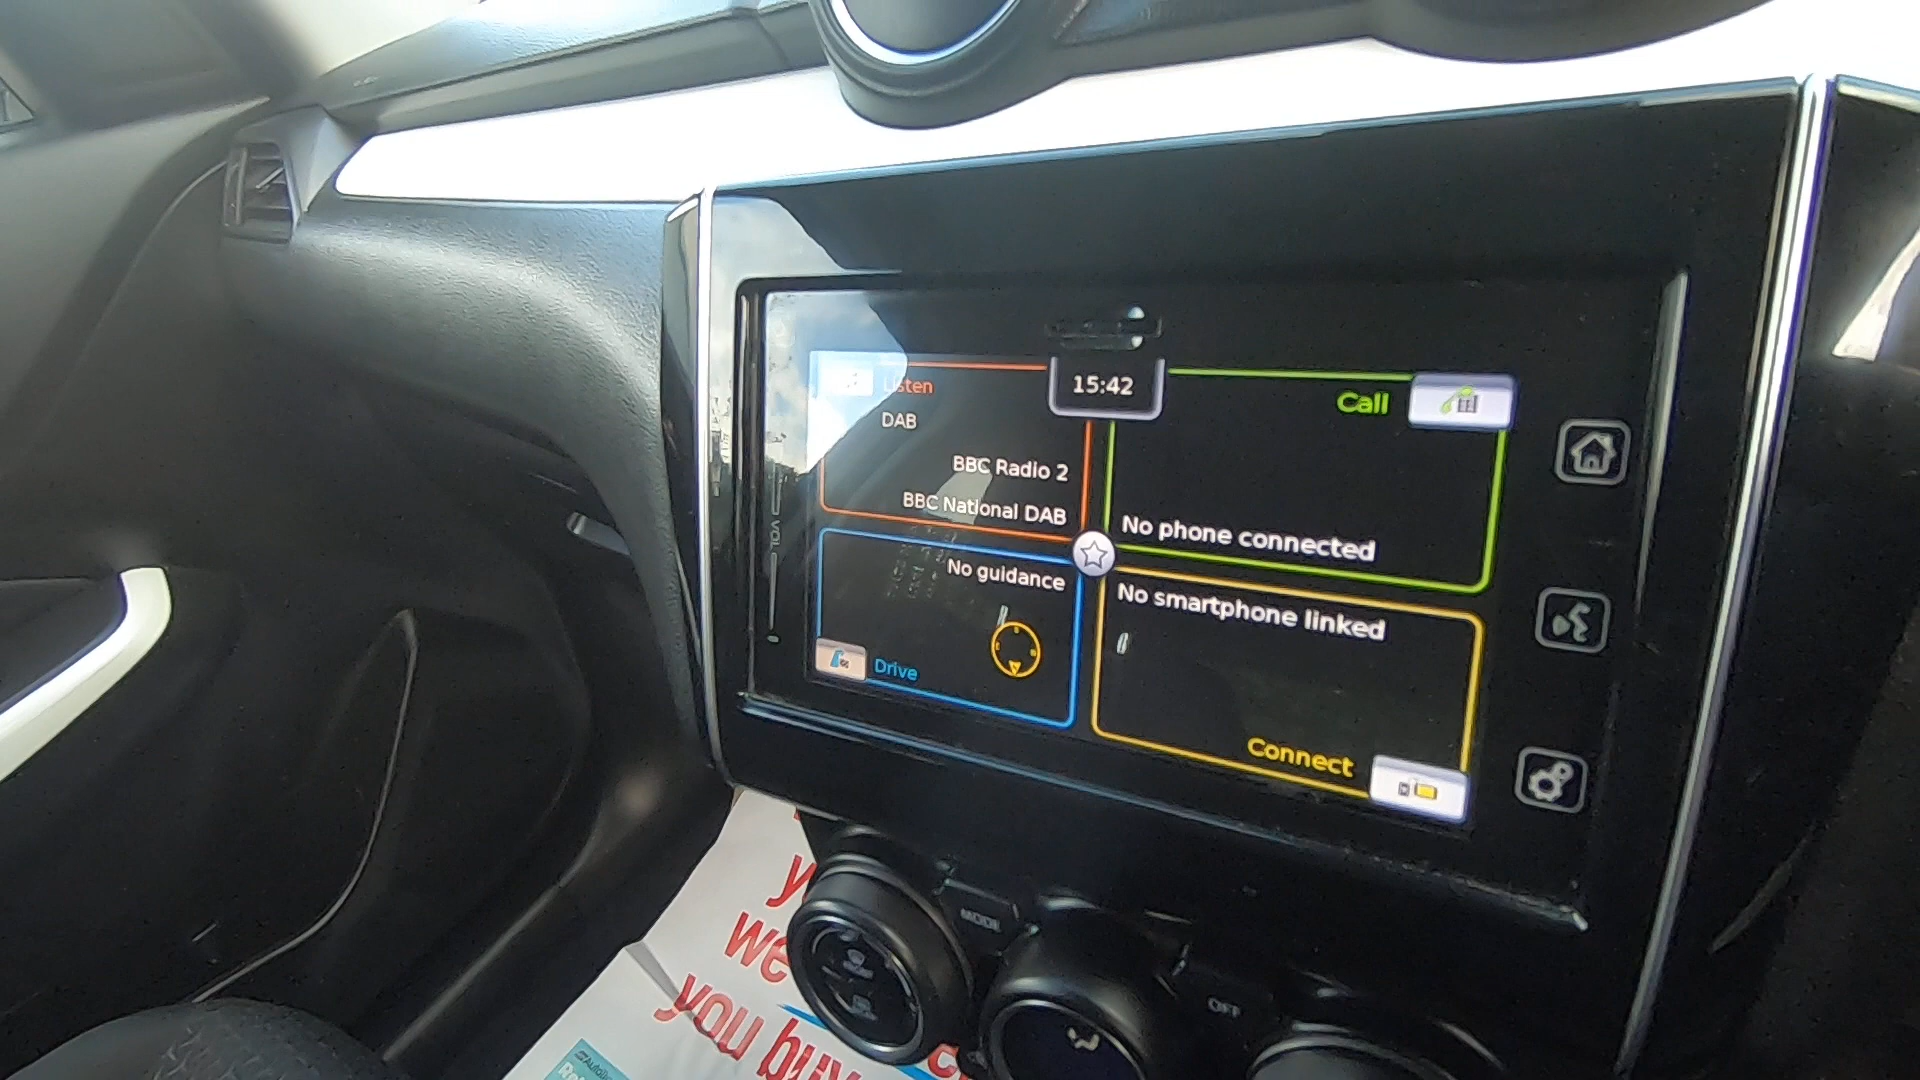 Listen
DAB
BBC Radio 2
BBC National DAB
15:42
Call
No phone connected
No guidance
Drive
No smartphone linked
Connect
VOL
MODE
OFF
we
you buy